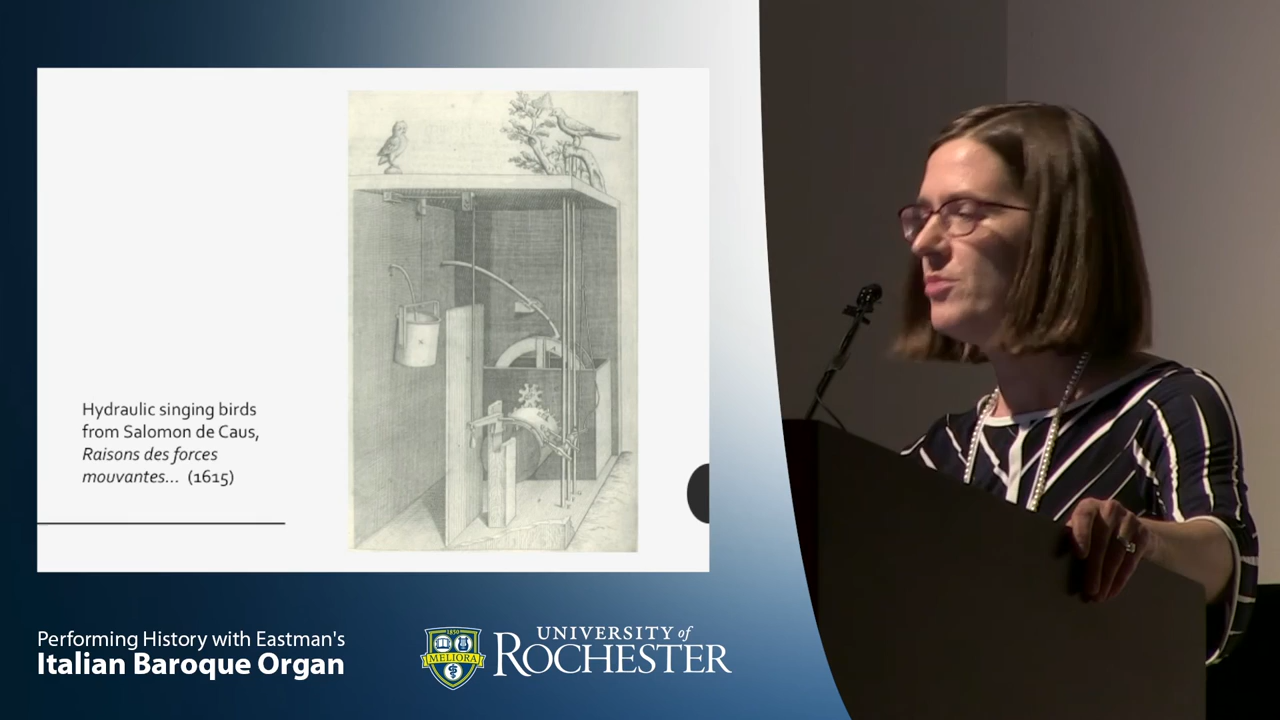 Hydraulic singing birds
from Salomon de Caus,
Raisons des forces
mouvantes... (1615)
Performing History with Eastman's
Italian Baroque Organ
1850
MELIORA
UNIVERSITY of
ROCHESTER